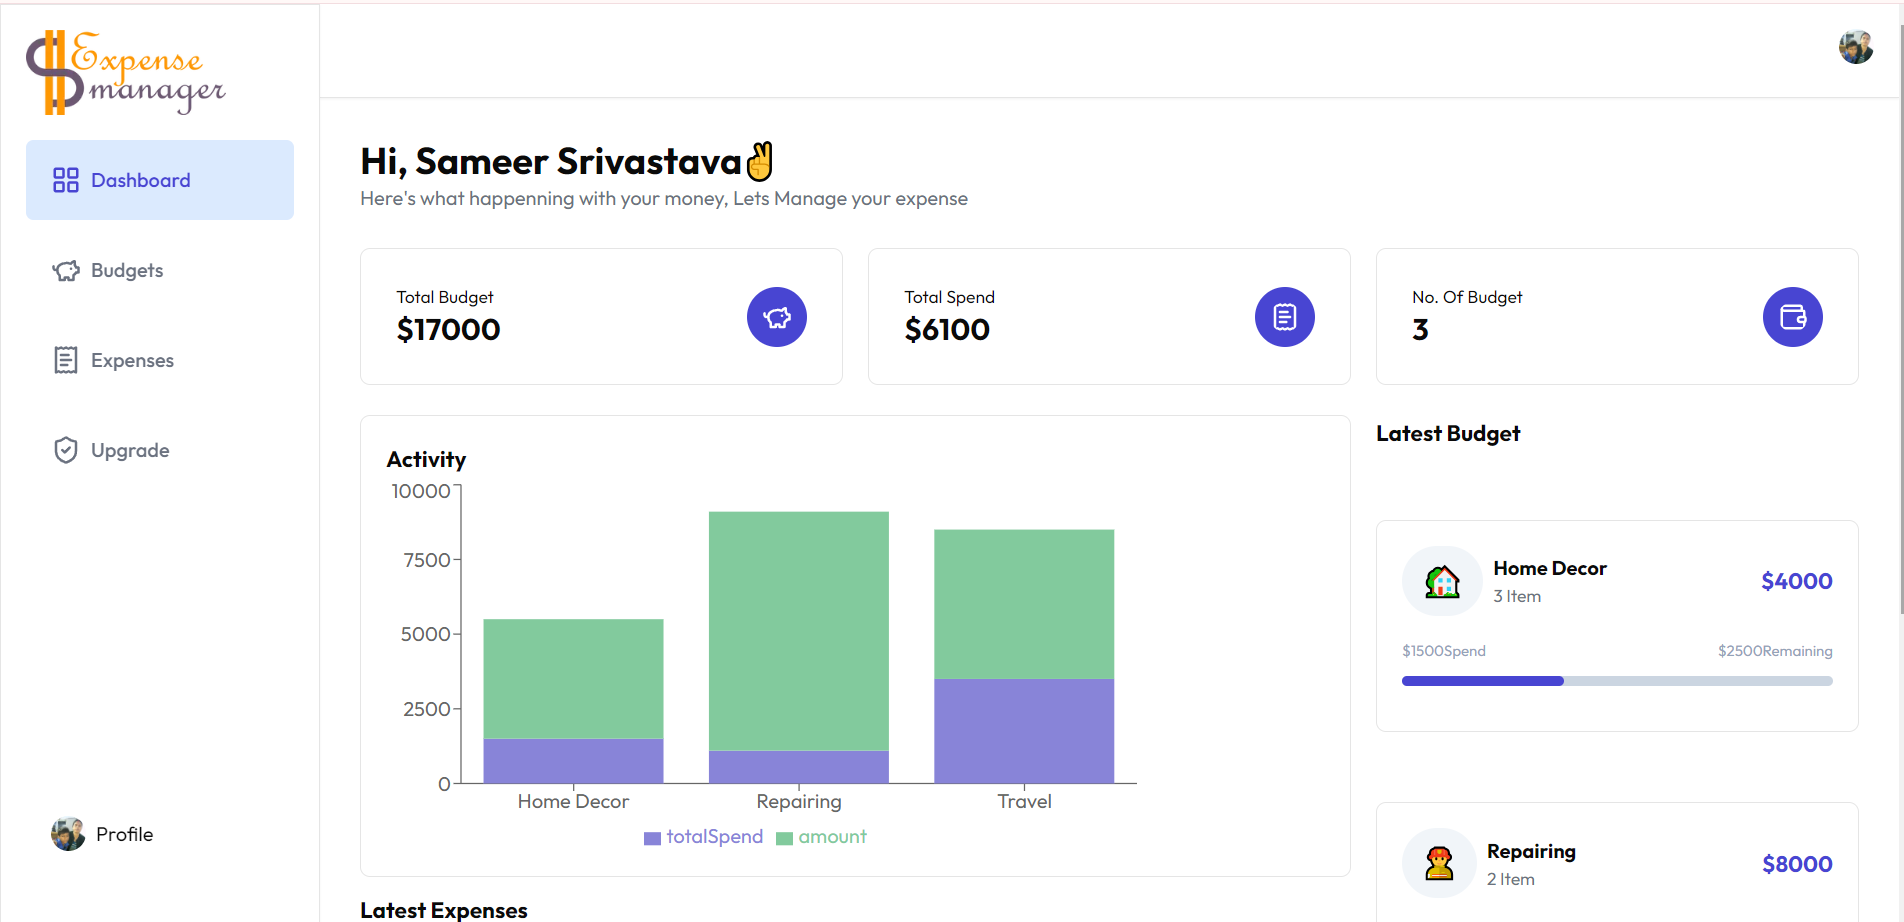 Expense
manager
Dashboard
Budgets
Expenses
Upgrade
Profile
Hi, Sameer Srivastava✌️
Here's what happenning with your money, Lets Manage your expense
Total Budget
$17000
Total Spend
$6100
No. Of Budget
3
Activity
10000
7500
5000
2500
0
Home Decor
Repairing
Travel
totalSpend
amount
Latest Expenses
Latest Budget
Home Decor
3 Item
$4000
$1500Spend
$2500Remaining
Repairing
2 Item
$8000